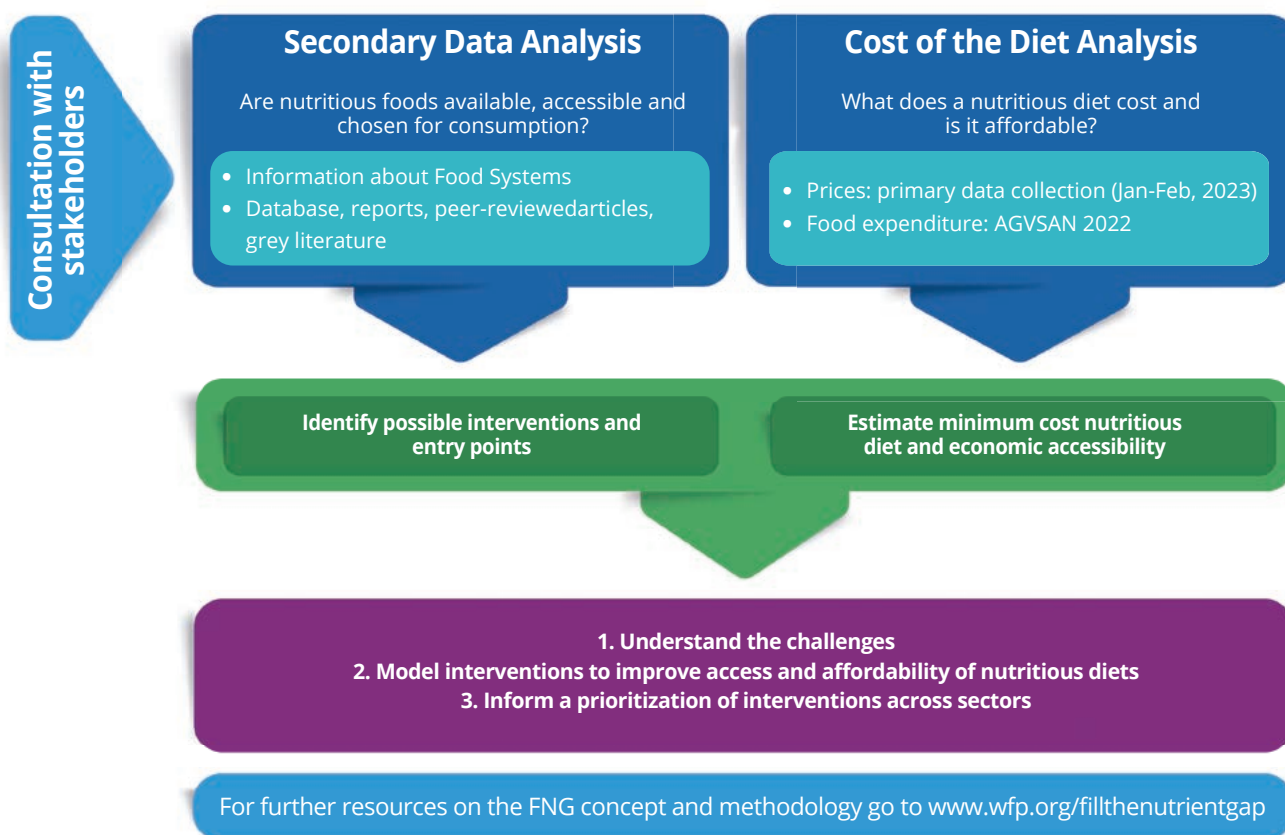 Consultation with
stakeholders
Secondary Data Analysis
Are nutritious foods available, accessible and
chosen for consumption?
• Information about Food Systems
• Database, reports, peer-reviewedarticles,
grey literature
Cost of the Diet Analysis
What does a nutritious diet cost and
is it affordable?
• Prices: primary data collection (Jan-Feb, 2023)
• Food expenditure: AGVSAN 2022
Identify possible interventions and
entry points
Estimate minimum cost nutritious
diet and economic accessibility
1. Understand the challenges
2. Model interventions to improve access and affordability of nutritious diets
3. Inform a prioritization of interventions across sectors
For further resources on the FNG concept and methodology go to www.wfp.org/fillthenutrientgap